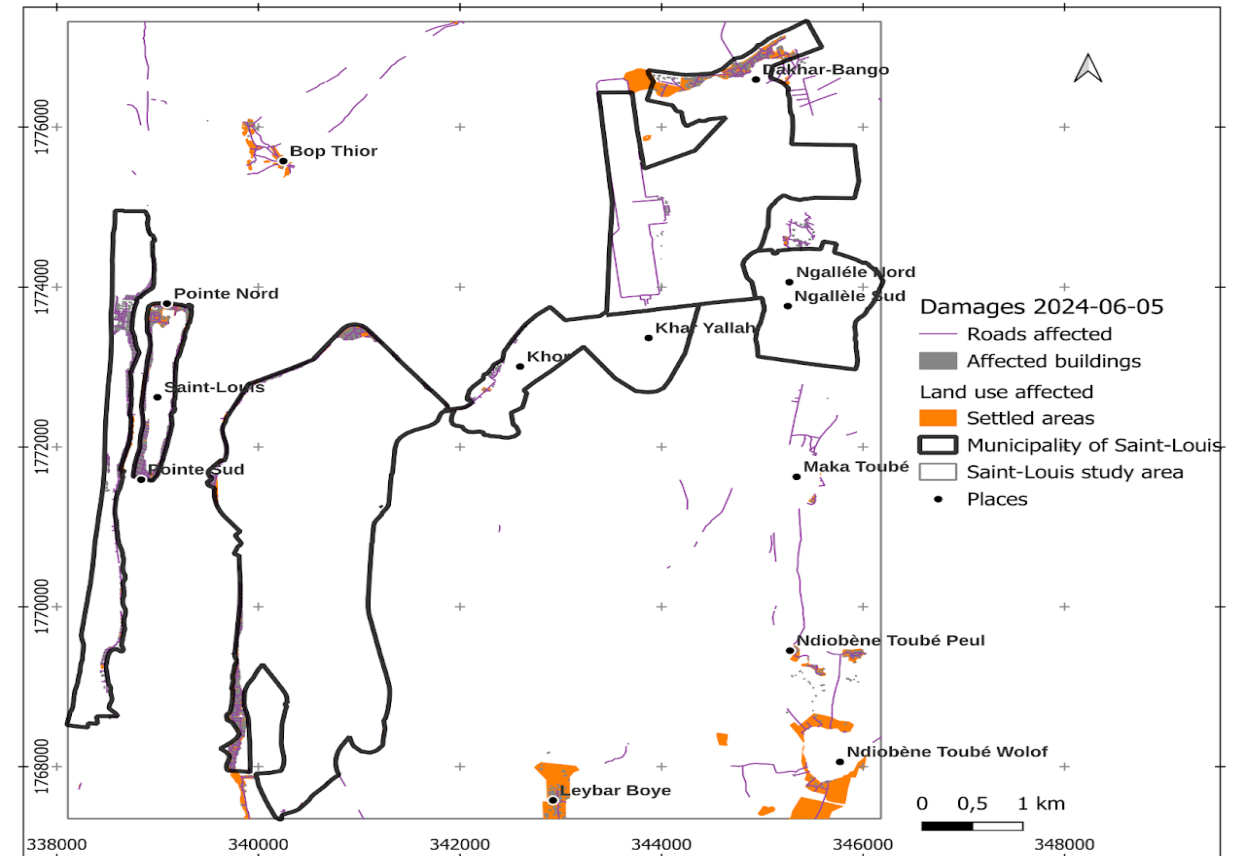 Dakhar-Bango
1776000
Bop Thior
Ngalléle Nord
1774000
Pointe Nord
Ngallèle Sud
Damages 2024-06-05
Khar Yallah
Roads affected
Khor
Affected buildings
Land use affected
Saint-Louis
Settled areas
1772000
Municipality of Saint-Louis
Pointe Sud
Maka Toubé
Saint-Louis study area
Places
1770000
Ndiobène Toubé Peul
1768000
Ndiobène Toubé Wolof
Leybar Boye
0 0,5 1 km
338000 340000 342000 344000 346000 348000